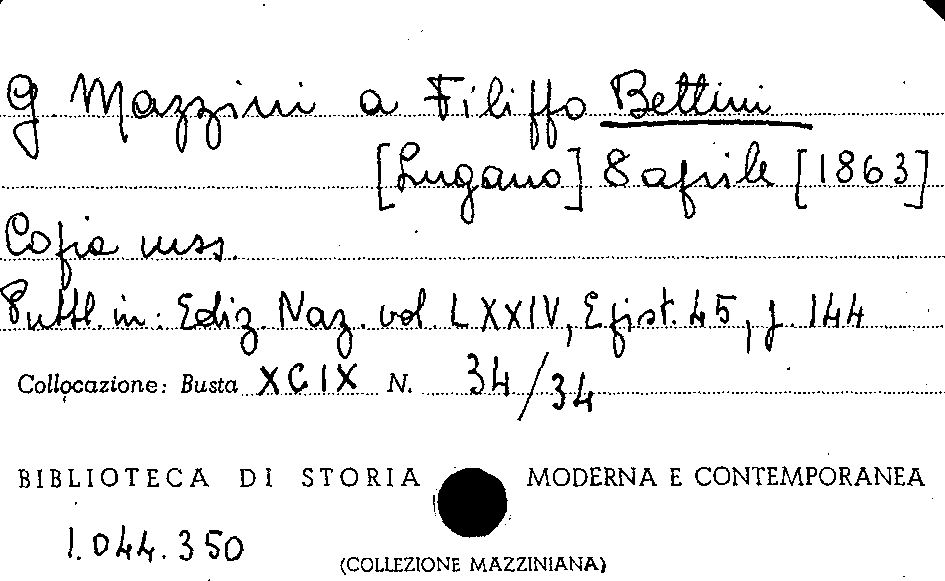 G. Mazzini a Filippo Bettini
[Lugano] 8 aprile [1863]
Copia mss.
Pubbl. in: Ediz. Naz. vol LXXIV, Epist. 45, p. 144
Collocazione: Busta XCIX N. 34/34
BIBLIOTECA DI STORIA MODERNA E CONTEMPORANEA
1.044.350
(COLLEZIONE MAZZINIANA)